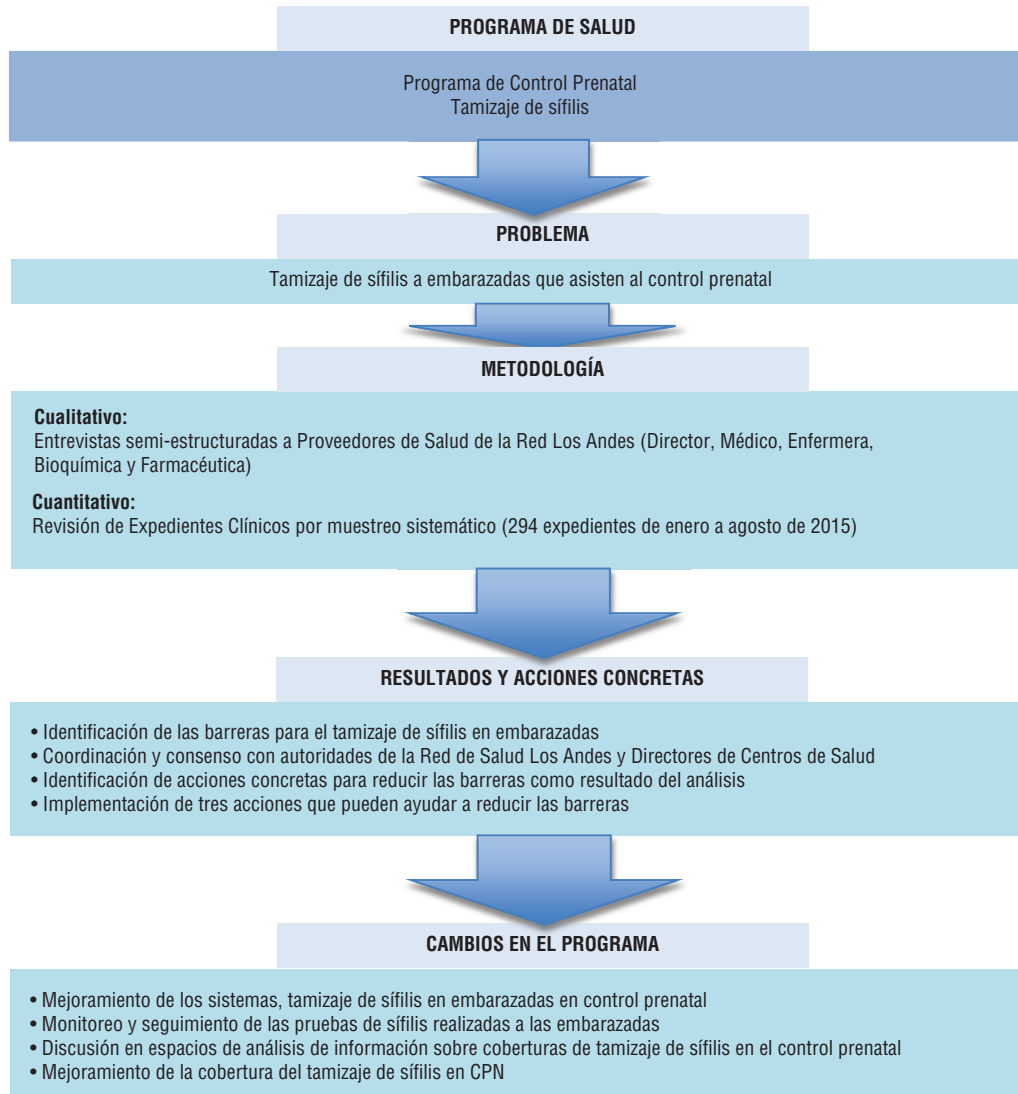 PROGRAMA DE SALUD
Programa de Control Prenatal
Tamizaje de sífilis
PROBLEMA
Tamizaje de sífilis a embarazadas que asisten al control prenatal
METODOLOGÍA
Cualitativo:
Entrevistas semi-estructuradas a Proveedores de Salud de la Red Los Andes (Director, Médico, Enfermera,
Bioquímica y Farmacéutica)
Cuantitativo:
Revisión de Expedientes Clínicos por muestreo sistemático (294 expedientes de enero a agosto de 2015)
RESULTADOS Y ACCIONES CONCRETAS
• Identificación de las barreras para el tamizaje de sífilis en embarazadas
• Coordinación y consenso con autoridades de la Red de Salud Los Andes y Directores de Centros de Salud
• Identificación de acciones concretas para reducir las barreras como resultado del análisis
• Implementación de tres acciones que pueden ayudar a reducir las barreras
CAMBIOS EN EL PROGRAMA
• Mejoramiento de los sistemas, tamizaje de sífilis en embarazadas en control prenatal
• Monitoreo y seguimiento de las pruebas de sífilis realizadas a las embarazadas
• Discusión en espacios de análisis de información sobre coberturas de tamizaje de sífilis en el control prenatal
• Mejoramiento de la cobertura del tamizaje de sífilis en CPN